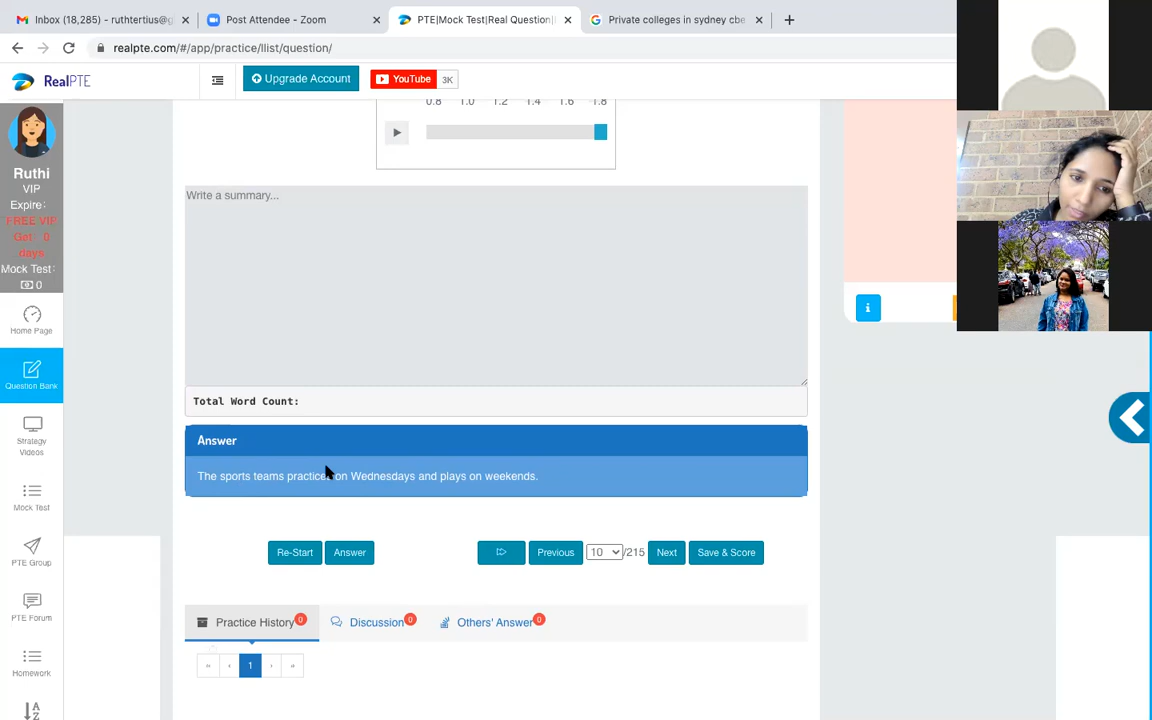 Inbox (18,285) - ruthtertius@g
Post Attendee - Zoom
PTE|Mock Test|Real Question|
Private colleges in sydney cbe
realpte.com/#/app/practice/llist/question/
RealPTE
Upgrade Account
YouTube
3K
0.8 1.0 1.2 1.4 1.6 1.8
Ruthi
VIP
Expire:
FREE VIP
Get: 0
days
Mock Test:
0
Home Page
Question Bank
Strategy
Videos
Mock Test
PTE Group
PTE Forum
Homework
Write a summary...
Total Word Count:
Answer
The sports teams practice on Wednesdays and plays on weekends.
Re-Start
Answer
Previous
10
/215
Next
Save & Score
Practice History 0
Discussion 0
Others' Answer 0
« ‹ 1 › »